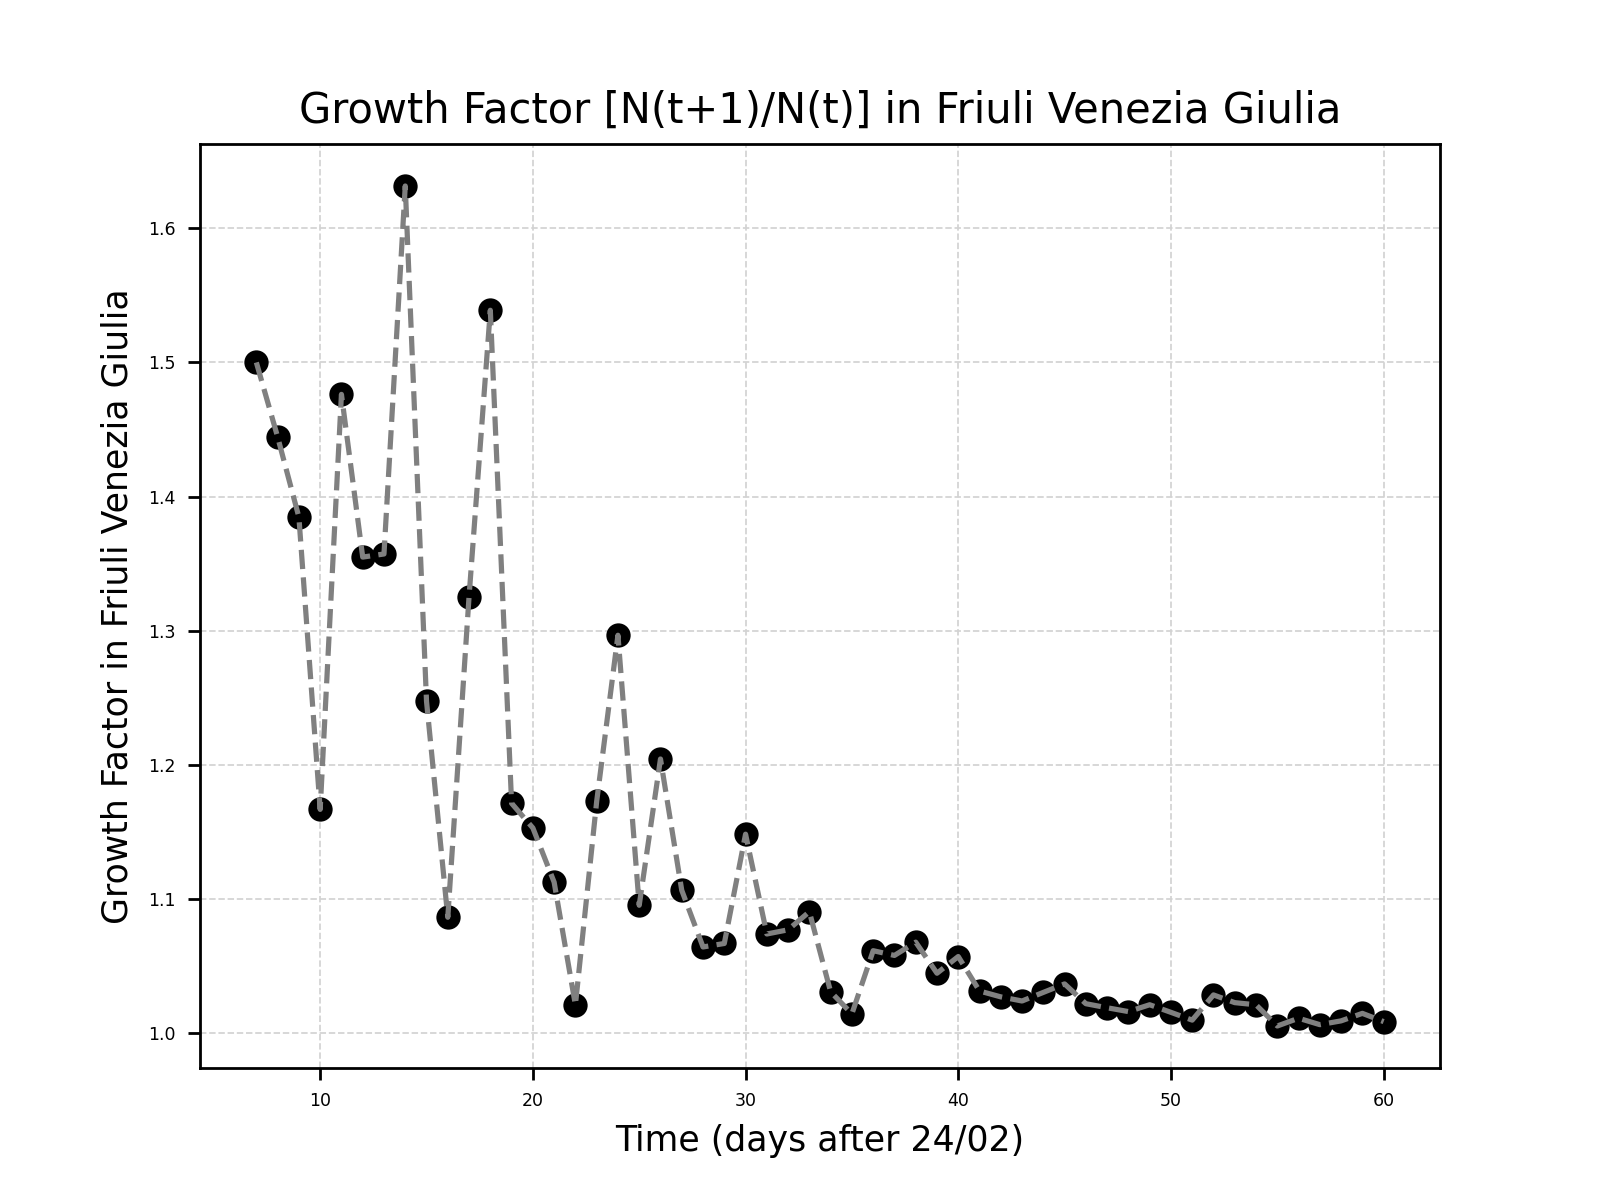 Growth Factor [N(t+1)/N(t)] in Friuli Venezia Giulia
Growth Factor in Friuli Venezia Giulia
1.6
1.5
1.4
1.3
1.2
1.1
1.0
10 20 30 40 50 60
Time (days after 24/02)